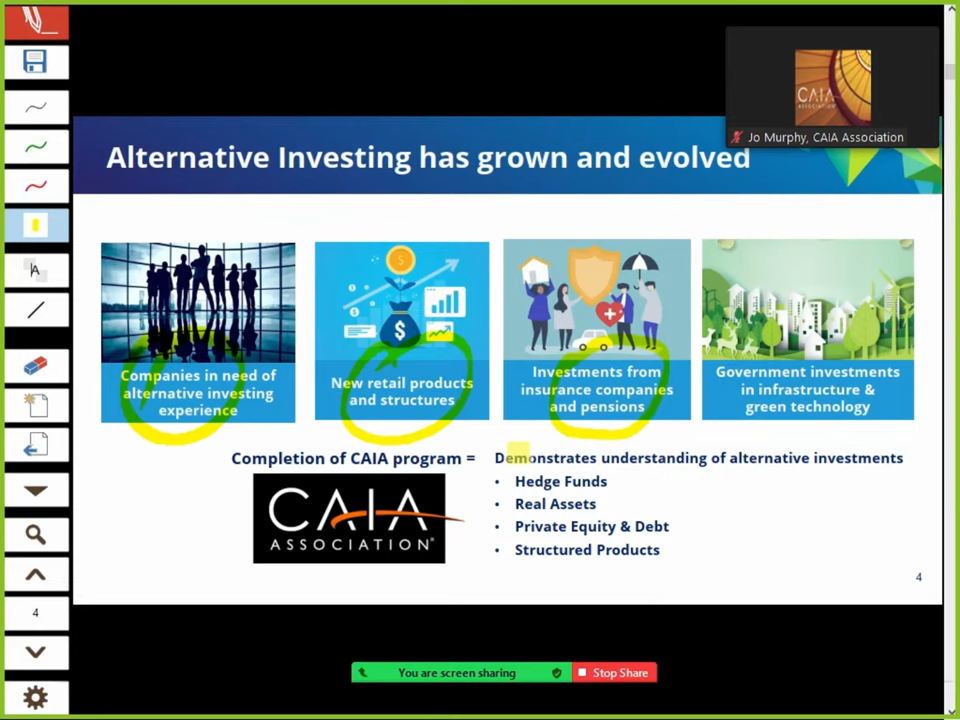 CAIA
ASSOCIATION
Jo Murphy, CAIA Association
Alternative Investing has grown and evolved
Companies in need of
alternative investing
experience
New retail products
and structures
Investments from
insurance companies
and pensions
Government investments
in infrastructure &
green technology
Completion of CAIA program =
CAIA
ASSOCIATION®
Demonstrates understanding of alternative investments
• Hedge Funds
• Real Assets
• Private Equity & Debt
• Structured Products
4
A
4
You are screen sharing
Stop Share